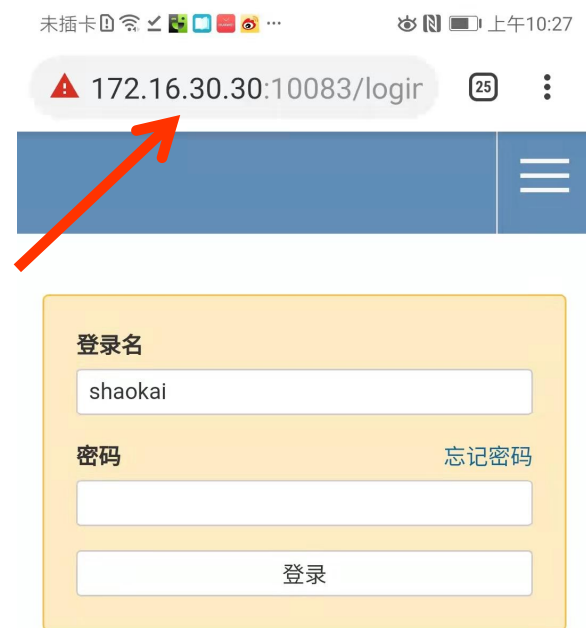 未插卡 上午10:27
172.16.30.30:10083/login 25
登录名
shaokai
密码 忘记密码
登录